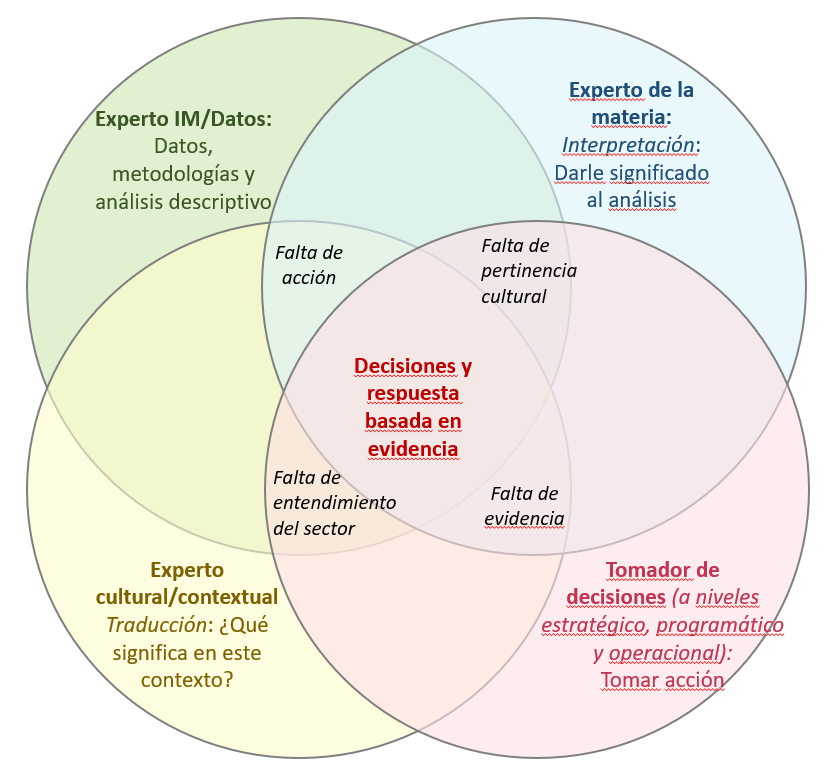 Experto IM/Datos:
Datos,
metodologías y
análisis descriptivo
Experto de la
materia:
Interpretación:
Darle significado
al análisis
Falta de
acción
Falta de
pertinencia
cultural
Decisiones y
respuesta
basada en
evidencia
Falta de
entendimiento
del sector
Falta de
evidencia
Experto
cultural/contextual
Traducción: ¿Qué
significa en este
contexto?
Tomador de
decisiones (a niveles
estratégico, programático
y operacional):
Tomar acción